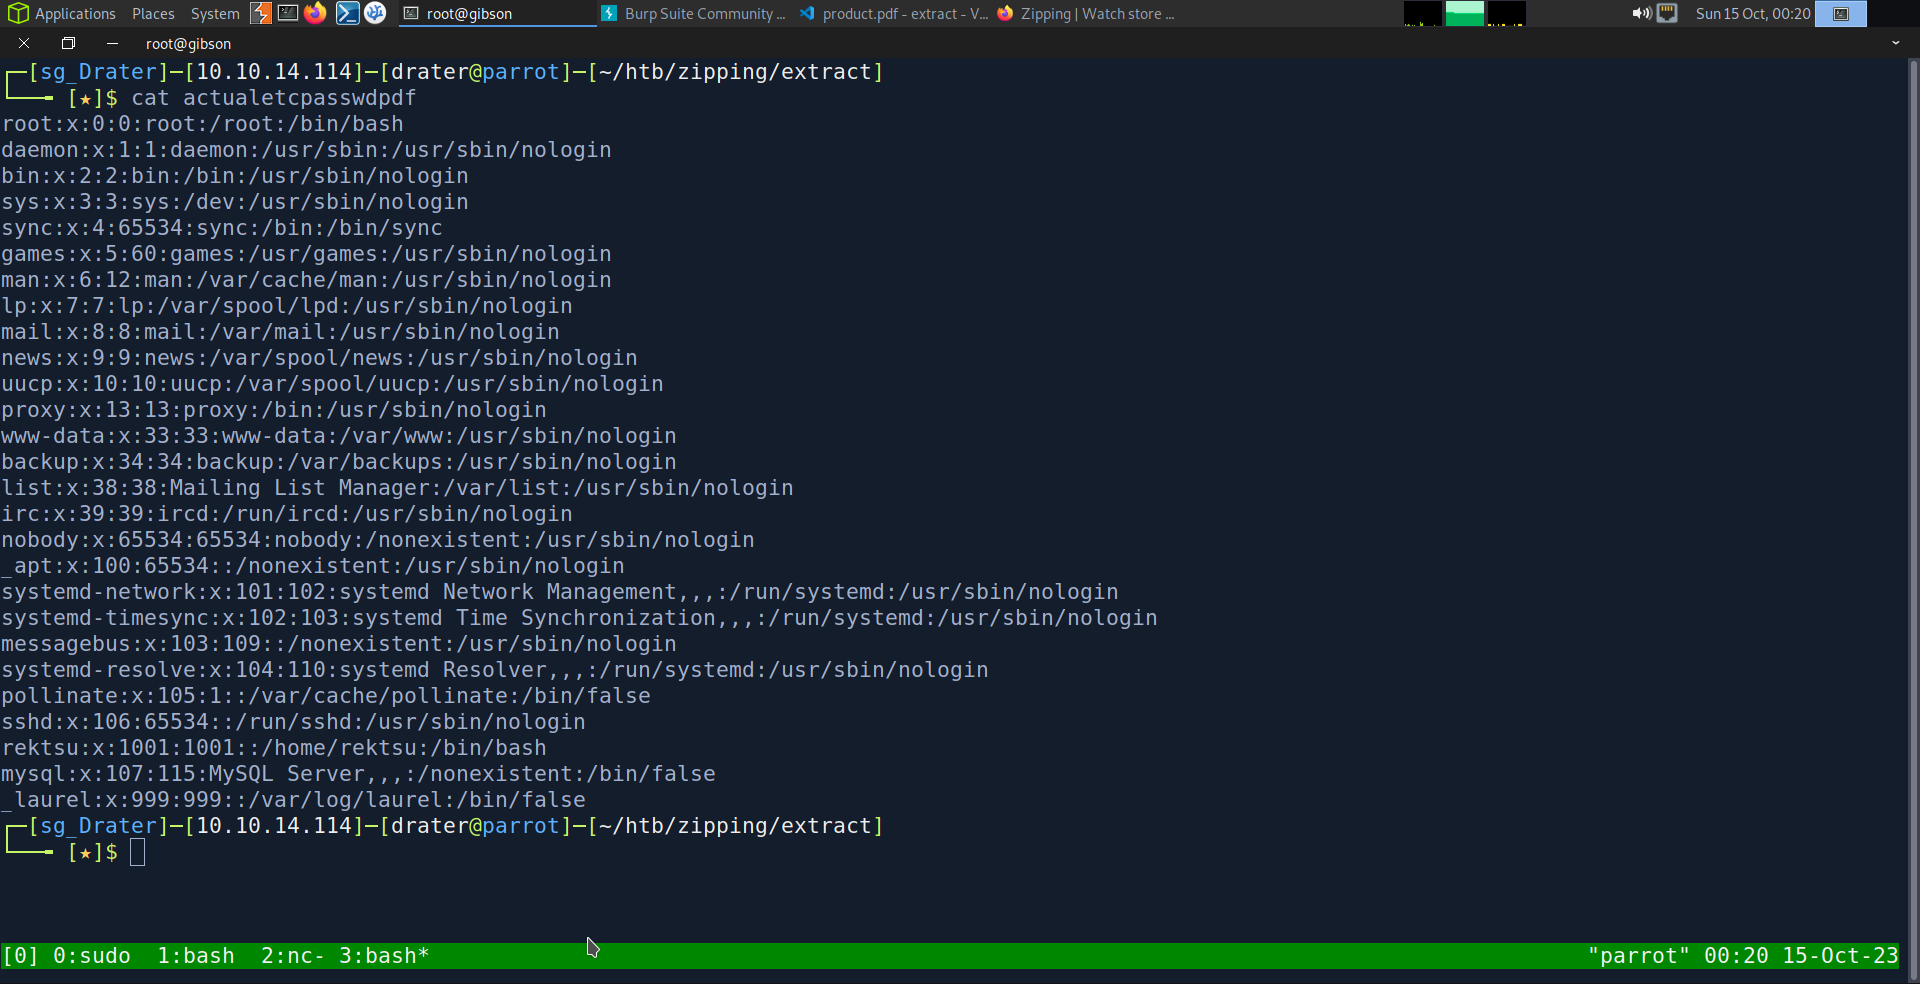 Applications Places System root@gibson Burp Suite Community ... product.pdf - extract - V... Zipping | Watch store ... Sun 15 Oct, 00:20
root@gibson
┌─[sg_Drater]─[10.10.14.114]─[drater@parrot]─[~/htb/zipping/extract]
└──╼ [★]$ cat actualetcpasswdpdf
root:x:0:0:root:/root:/bin/bash
daemon:x:1:1:daemon:/usr/sbin:/usr/sbin/nologin
bin:x:2:2:bin:/bin:/usr/sbin/nologin
sys:x:3:3:sys:/dev:/usr/sbin/nologin
sync:x:4:65534:sync:/bin:/bin/sync
games:x:5:60:games:/usr/games:/usr/sbin/nologin
man:x:6:12:man:/var/cache/man:/usr/sbin/nologin
lp:x:7:7:lp:/var/spool/lpd:/usr/sbin/nologin
mail:x:8:8:mail:/var/mail:/usr/sbin/nologin
news:x:9:9:news:/var/spool/news:/usr/sbin/nologin
uucp:x:10:10:uucp:/var/spool/uucp:/usr/sbin/nologin
proxy:x:13:13:proxy:/bin:/usr/sbin/nologin
www-data:x:33:33:www-data:/var/www:/usr/sbin/nologin
backup:x:34:34:backup:/var/backups:/usr/sbin/nologin
list:x:38:38:Mailing List Manager:/var/list:/usr/sbin/nologin
irc:x:39:39:ircd:/run/ircd:/usr/sbin/nologin
nobody:x:65534:65534:nobody:/nonexistent:/usr/sbin/nologin
_apt:x:100:65534::/nonexistent:/usr/sbin/nologin
systemd-network:x:101:102:systemd Network Management,,,:/run/systemd:/usr/sbin/nologin
systemd-timesync:x:102:103:systemd Time Synchronization,,,:/run/systemd:/usr/sbin/nologin
messagebus:x:103:109::/nonexistent:/usr/sbin/nologin
systemd-resolve:x:104:110:systemd Resolver,,,:/run/systemd:/usr/sbin/nologin
pollinate:x:105:1::/var/cache/pollinate:/bin/false
sshd:x:106:65534::/run/sshd:/usr/sbin/nologin
rektsu:x:1001:1001::/home/rektsu:/bin/bash
mysql:x:107:115:MySQL Server,,,:/nonexistent:/bin/false
_laurel:x:999:999::/var/log/laurel:/bin/false
┌─[sg_Drater]─[10.10.14.114]─[drater@parrot]─[~/htb/zipping/extract]
└──╼ [★]$
[0] 0:sudo 1:bash 2:nc- 3:bash* "parrot" 00:20 15-Oct-23